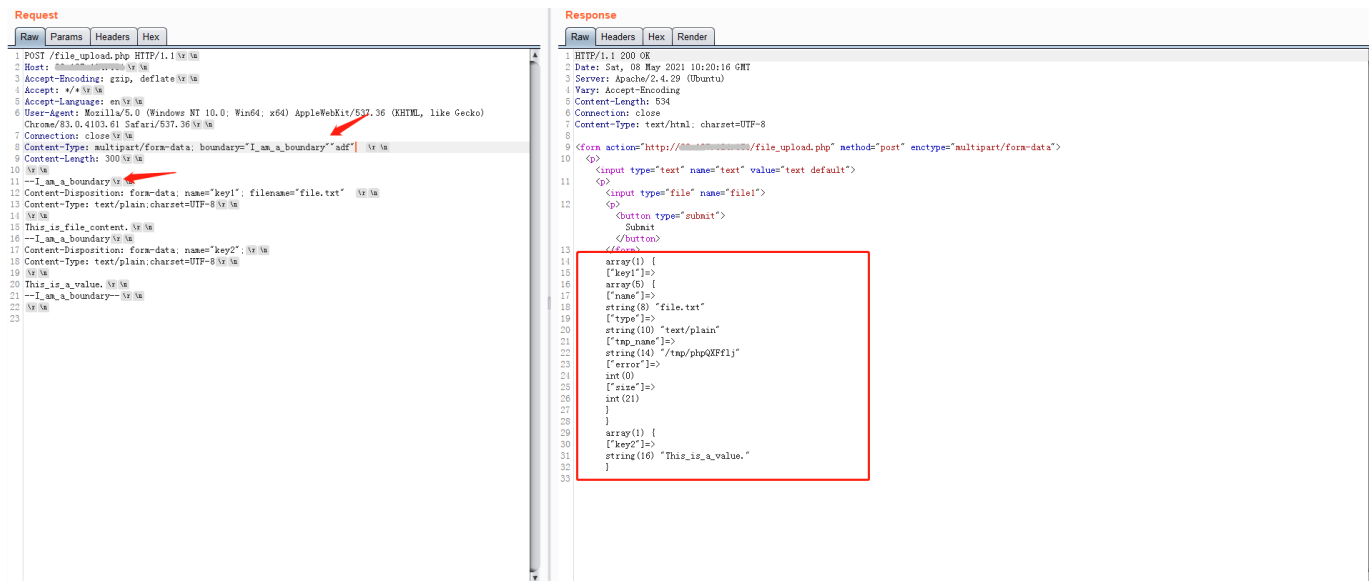 Request
Raw Params Headers Hex
1 POST /file_upload.php HTTP/1.1 \r \n
2 Host: \r \n
3 Accept-Encoding: gzip, deflate \r \n
4 Accept: */* \r \n
5 Accept-Language: en \r \n
6 User-Agent: Mozilla/5.0 (Windows NT 10.0; Win64; x64) AppleWebKit/537.36 (KHTML, like Gecko)
Chrome/83.0.4103.61 Safari/537.36 \r \n
7 Connection: close \r \n
8 Content-Type: multipart/form-data; boundary="I_am_a_boundary""adf" \r \n
9 Content-Length: 300 \r \n
10 \r \n
11 --I_am_a_boundary \r \n
12 Content-Disposition: form-data; name="key1"; filename="file.txt" \r \n
13 Content-Type: text/plain;charset=UTF-8 \r \n
14 \r \n
15 This_is_file_content. \r \n
16 --I_am_a_boundary \r \n
17 Content-Disposition: form-data; name="key2"; \r \n
18 Content-Type: text/plain;charset=UTF-8 \r \n
19 \r \n
20 This_is_a_value. \r \n
21 --I_am_a_boundary-- \r \n
22 \r \n
23
Response
Raw Headers Hex Render
1 HTTP/1.1 200 OK
2 Date: Sat, 08 May 2021 10:20:16 GMT
3 Server: Apache/2.4.29 (Ubuntu)
4 Vary: Accept-Encoding
5 Content-Length: 534
6 Connection: close
7 Content-Type: text/html; charset=UTF-8
8
9 <form action="http:///file_upload.php" method="post" enctype="multipart/form-data">
10 <p>
<input type="text" name="text" value="text default">
11 <p>
<input type="file" name="file1">
12 <p>
<button type="submit">
Submit
</button>
13 </form>
14 array(1) {
15 ["key1"]=>
16 array(5) {
17 ["name"]=>
18 string(8) "file.txt"
19 ["type"]=>
20 string(10) "text/plain"
21 ["tmp_name"]=>
22 string(14) "/tmp/phpQXFflj"
23 ["error"]=>
24 int(0)
25 ["size"]=>
26 int(21)
27 }
28 }
29 array(1) {
30 ["key2"]=>
31 string(16) "This_is_a_value."
32 }
33